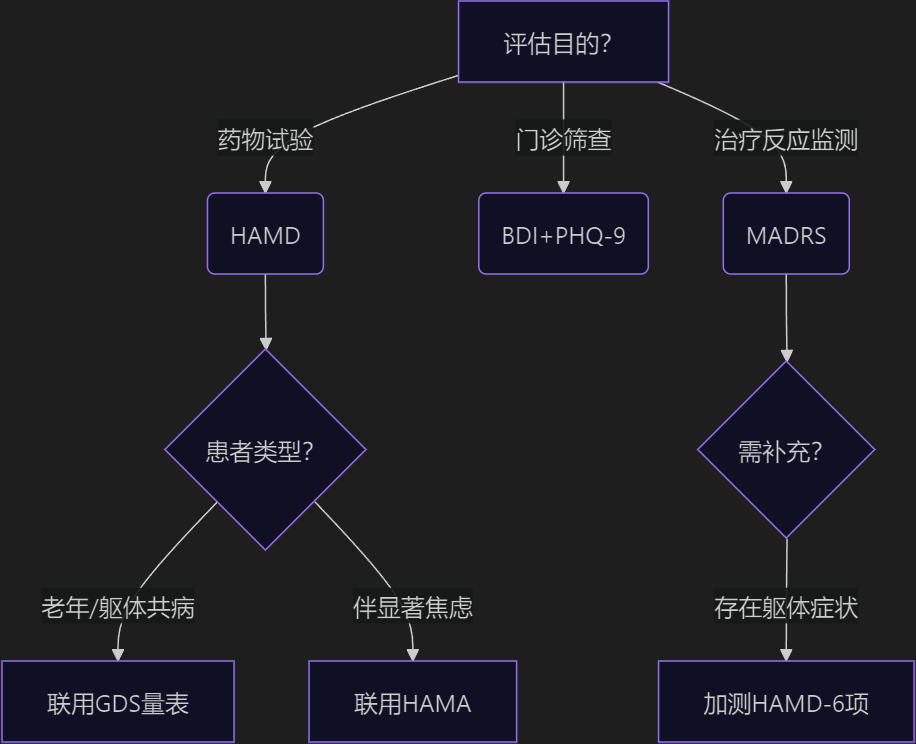 评估目的?
药物试验
门诊筛查
治疗反应监测
HAMD
BDI+PHQ-9
MADRS
患者类型?
需补充?
老年/躯体共病
伴显著焦虑
存在躯体症状
联用GDS量表
联用HAMA
加测HAMD-6项